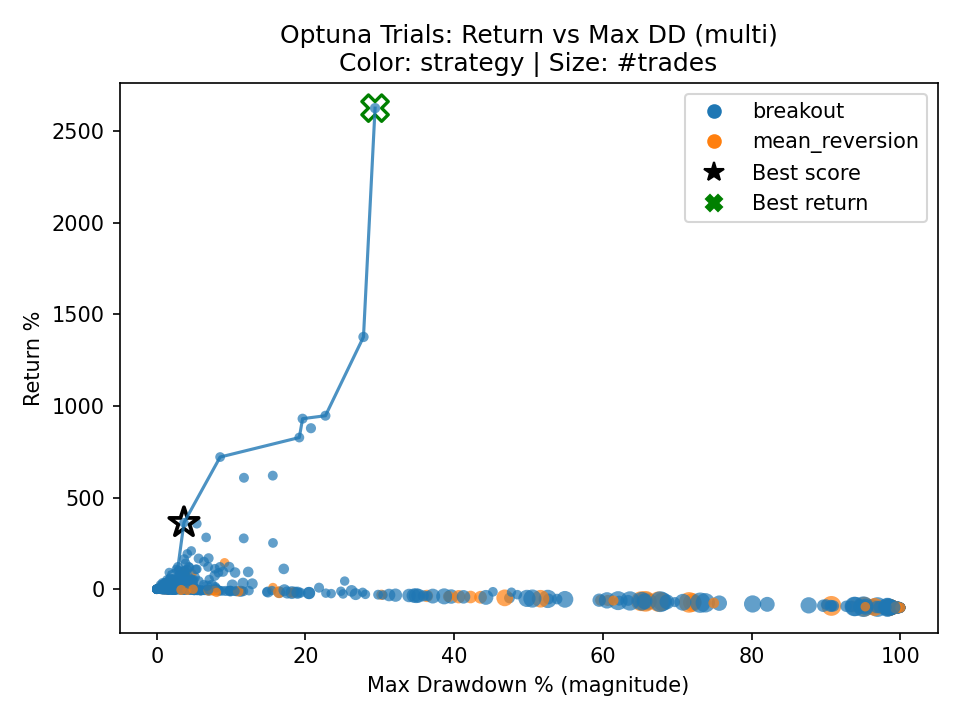 Optuna Trials: Return vs Max DD (multi)
Color: strategy | Size: #trades
breakout
mean_reversion
Best score
Best return
Return %
2500
2000
1500
1000
500
0
0
20
40
60
80
100
Max Drawdown % (magnitude)